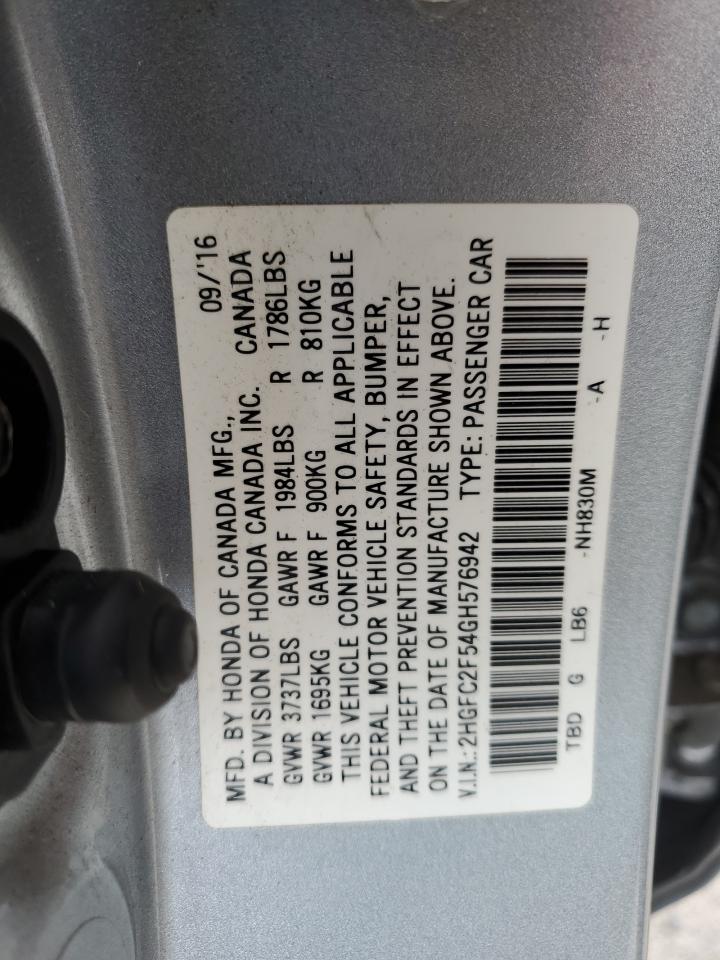 MFD. BY HONDA OF CANADA MFG., 09/'16
A DIVISION OF HONDA CANADA INC. CANADA
GVWR 3737LBS GAWR F 1984LBS R 1786LBS
GVWR 1695KG GAWR F 900KG R 810KG
THIS VEHICLE CONFORMS TO ALL APPLICABLE
FEDERAL MOTOR VEHICLE SAFETY, BUMPER,
AND THEFT PREVENTION STANDARDS IN EFFECT
ON THE DATE OF MANUFACTURE SHOWN ABOVE.
V.I.N.: 2HGFC2F54GH576942 TYPE: PASSENGER CAR
TBD G LB6 -NH830M -A -H